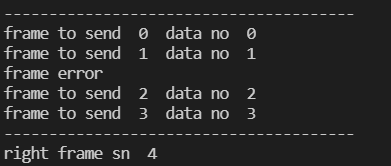 ---------------------------------------
frame to send  0  data no  0
frame to send  1  data no  1
frame error
frame to send  2  data no  2
frame to send  3  data no  3
---------------------------------------
right frame sn  4